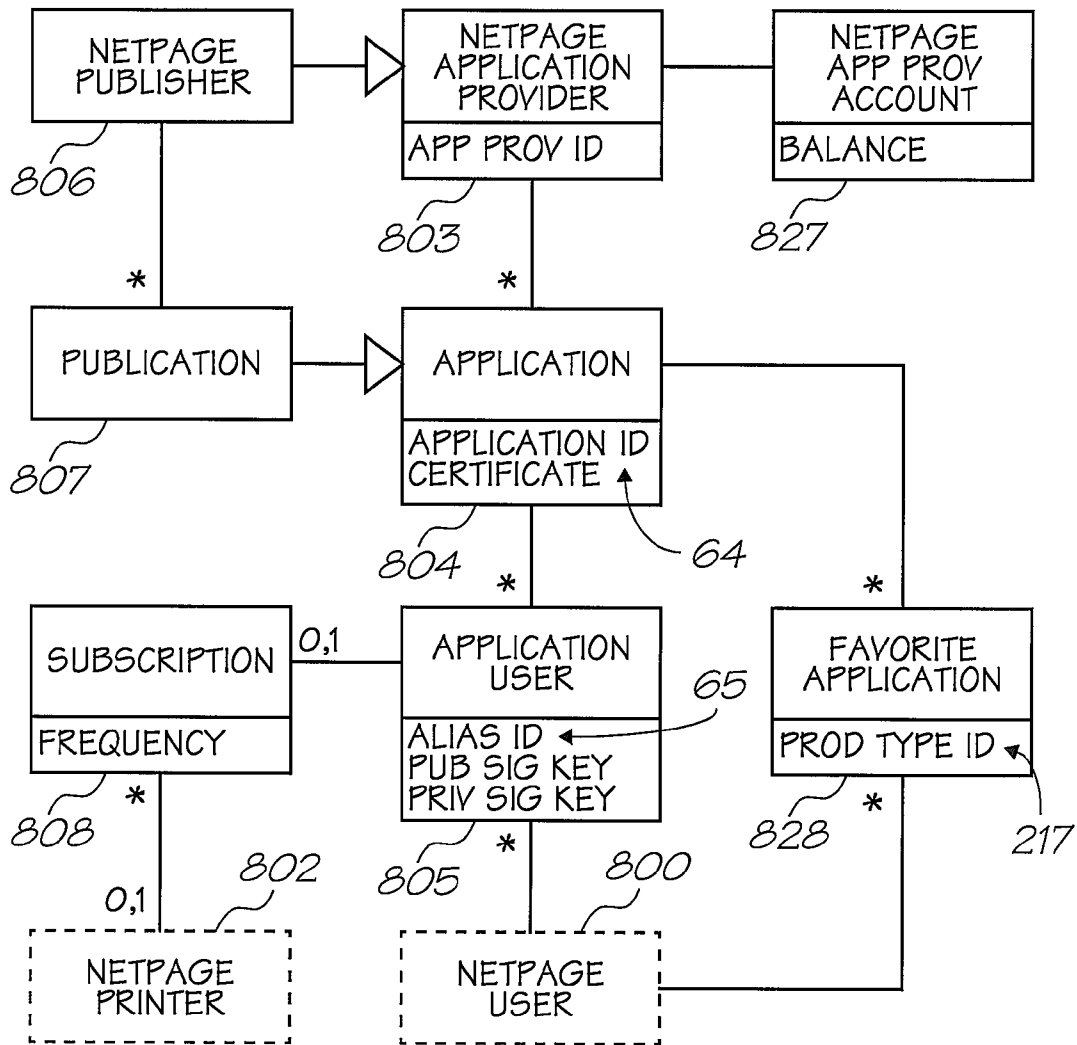 NETPAGE
PUBLISHER
NETPAGE
APPLICATION
PROVIDER
APP PROV ID
NETPAGE
APP PROV
ACCOUNT
BALANCE
806
803
827
*
*
PUBLICATION
APPLICATION
APPLICATION ID
CERTIFICATE
807
804
64
*
*
SUBSCRIPTION
FREQUENCY
0,1
APPLICATION
USER
ALIAS ID
PUB SIG KEY
PRIV SIG KEY
65
FAVORITE
APPLICATION
PROD TYPE ID
808
*
805
*
828
*
217
0,1
802
800
NETPAGE
PRINTER
NETPAGE
USER